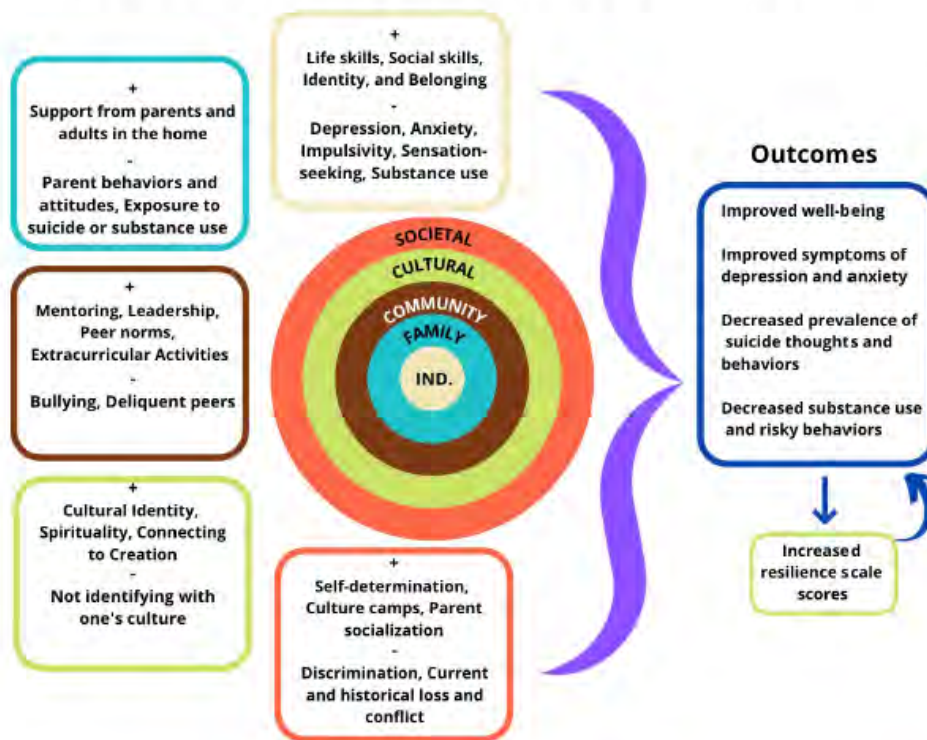 +
Life skills, Social skills,
Identity, and Belonging
-
Depression, Anxiety,
Impulsivity, Sensation-
seeking, Substance use
+
Support from parents and
adults in the home
-
Parent behaviors and
attitudes, Exposure to
suicide or substance use
+
Mentoring, Leadership,
Peer norms,
Extracurricular Activities
-
Bullying, Deliquent peers
+
Cultural Identity,
Spirituality, Connecting
to Creation
-
Not identifying with
one's culture
SOCIETAL
CULTURAL
COMMUNITY
FAMILY
IND.
+
Self-determination,
Culture camps, Parent
socialization
-
Discrimination, Current
and historical loss and
conflict
Outcomes
Improved well-being
Improved symptoms of
depression and anxiety
Decreased prevalence of
suicide thoughts and
behaviors
Decreased substance use
and risky behaviors
Increased
resilience scale
scores